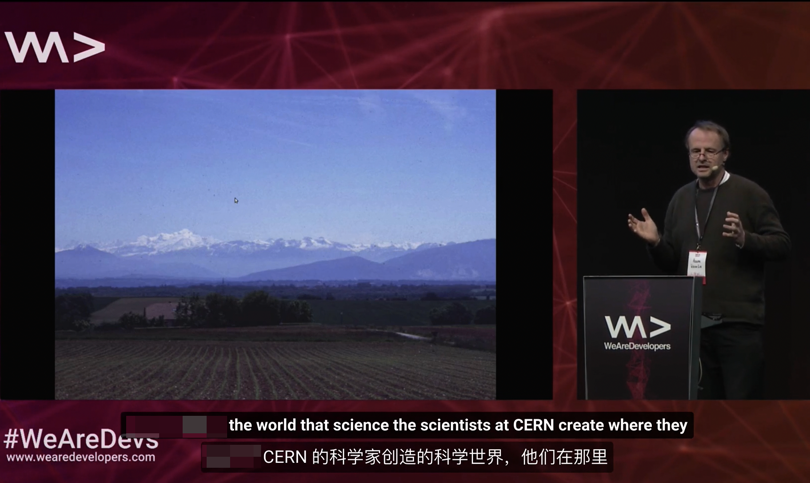 WeAreDevelopers
#WeAreDevs
www.wearedevelopers.com
the world that science the scientists at CERN create where they
CERN 的科学家创造的科学世界，他们在那里